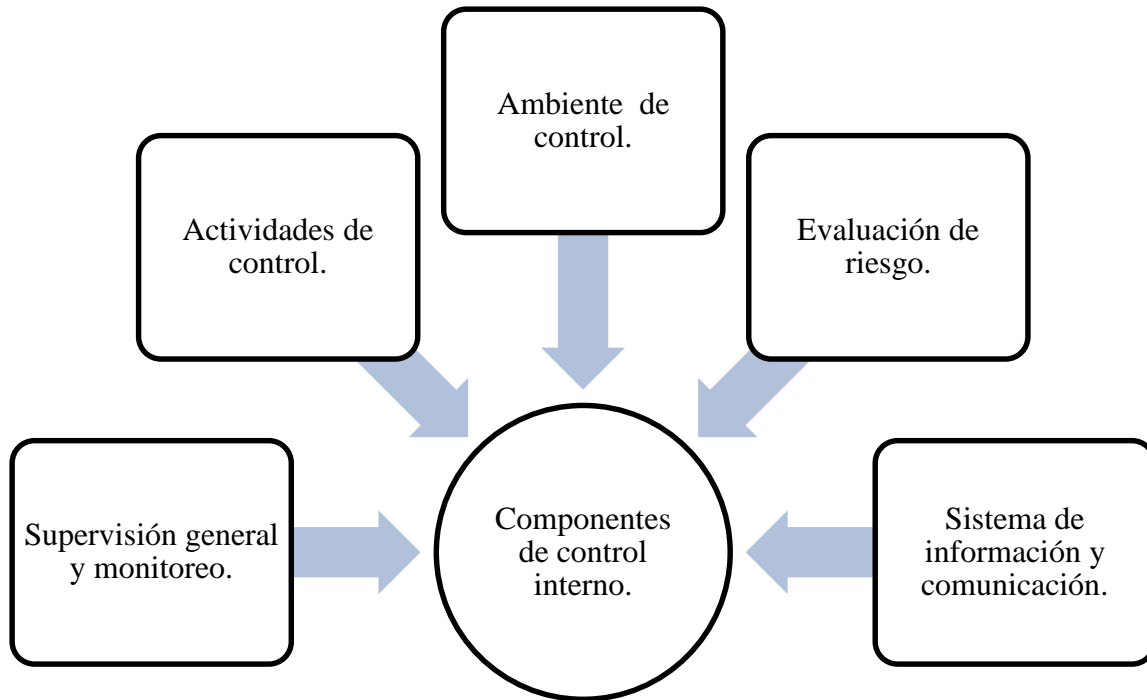 Ambiente de
control.
Actividades de
control.
Evaluación de
riesgo.
Supervisión general
y monitoreo.
Componentes
de control
interno.
Sistema de
información y
comunicación.